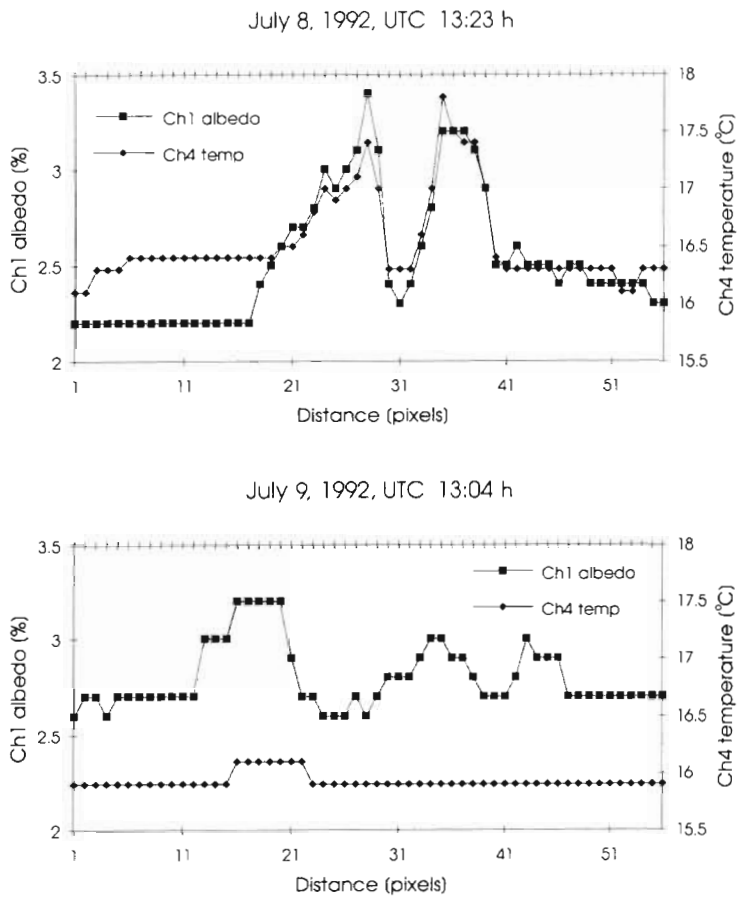 July 8, 1992, UTC 13:23 h
3.5
3
2.5
2
Ch1 albedo (%)
Ch1 albedo
Ch4 temp
18
17.5
17
16.5
16
15.5
Ch4 temperature (°C)
1 11 21 31 41 51
Distance (pixels)
July 9, 1992, UTC 13:04 h
3.5
3
2.5
2
Ch1 albedo (%)
Ch1 albedo
Ch4 temp
18
17.5
17
16.5
16
15.5
Ch4 temperature (°C)
1 11 21 31 41 51
Distance (pixels)